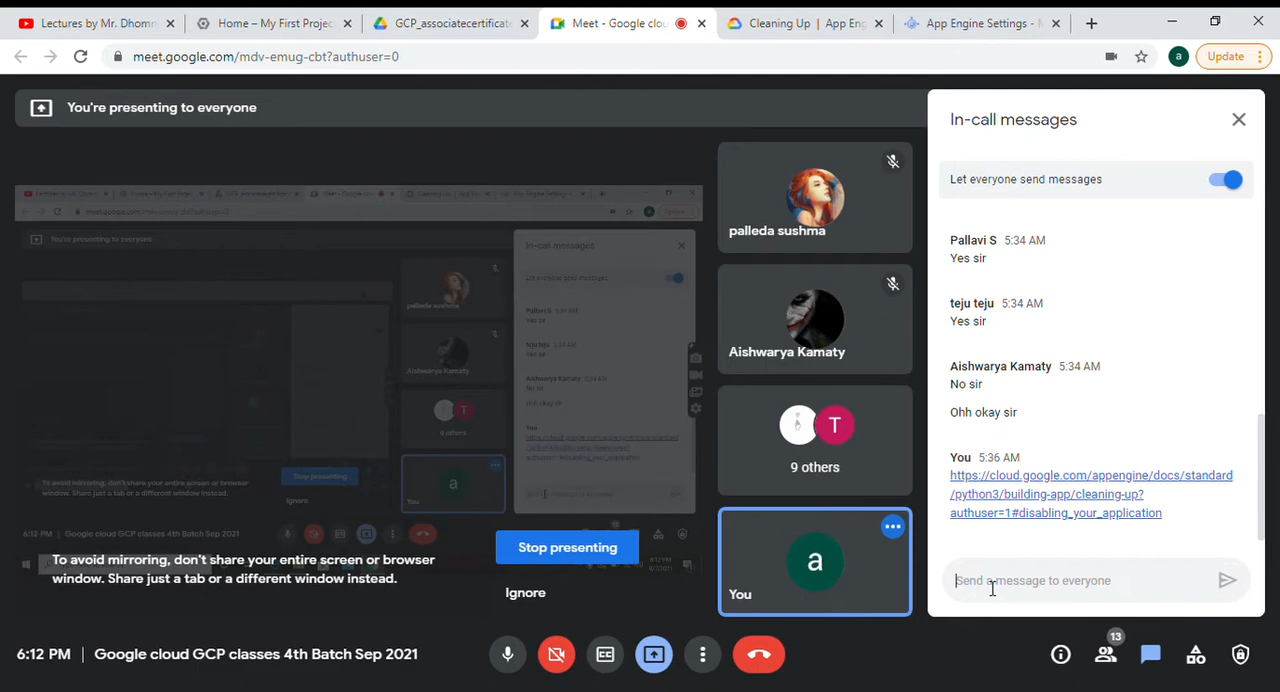 Lectures by Mr. Dhomn
Home – My First Projec
GCP_associatecertificate
Meet - Google clou
Cleaning Up | App Eng
App Engine Settings - M
meet.google.com/mdv-emug-cbt?authuser=0
a
Update
You're presenting to everyone
In-call messages
Let everyone send messages
palleda sushma
Pallavi S 5:34 AM
Yes sir
teju teju 5:34 AM
Yes sir
Aishwarya Kamaty
Aishwarya Kamaty 5:34 AM
No sir
Ohh okay sir
T
9 others
You 5:36 AM
https://cloud.google.com/appengine/docs/standard
/python3/building-app/cleaning-up?
authuser=1#disabling_your_application
To avoid mirroring, don't share your entire screen or browser
window. Share just a tab or a different window instead.
Stop presenting
Ignore
a
You
Send a message to everyone
6:12 PM | Google cloud GCP classes 4th Batch Sep 2021
13